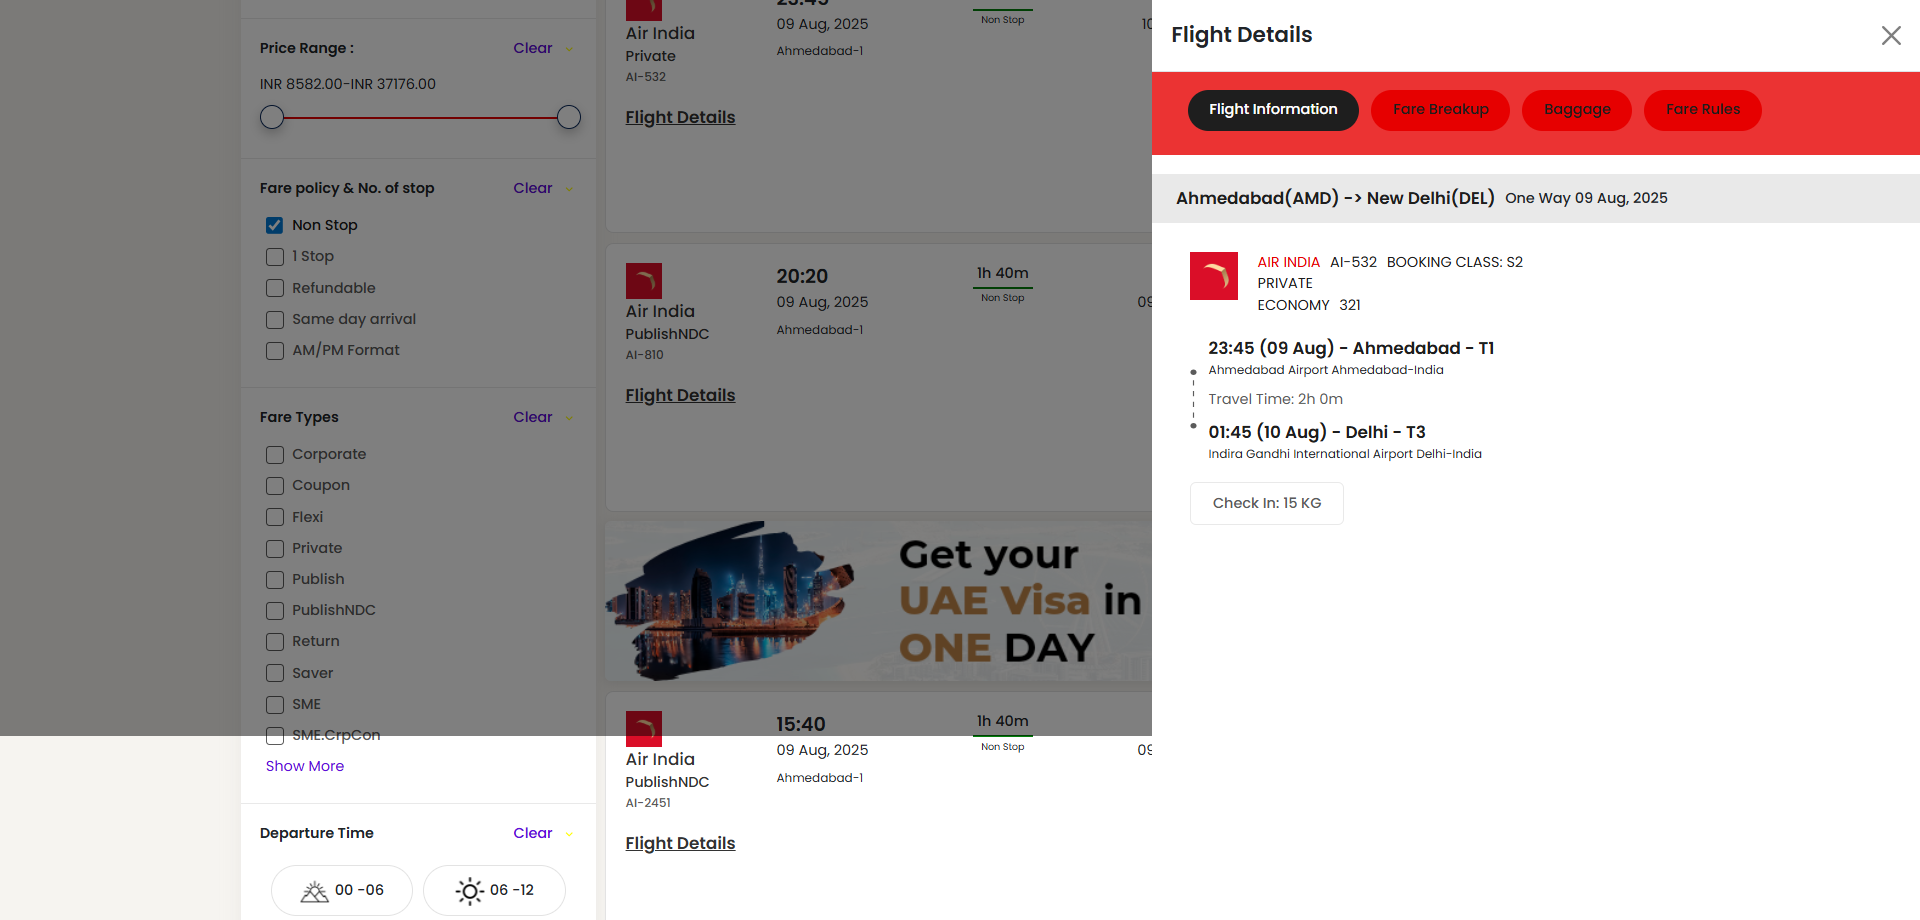 Price Range :
Clear
INR 8582.00-INR 37176.00
Fare policy & No. of stop
Clear
Non Stop
1 Stop
Refundable
Same day arrival
AM/PM Format
Fare Types
Clear
Corporate
Coupon
Flexi
Private
Publish
PublishNDC
Return
Saver
SME
SME.CrpCon
Show More
Departure Time
Clear
00 -06
06 -12
23:45
Air India
Private
AI-532
09 Aug, 2025
Ahmedabad-1
Non Stop
10
Flight Details
20:20
1h 40m
Air India
PublishNDC
AI-810
09 Aug, 2025
Ahmedabad-1
Non Stop
09
Flight Details
Get your
UAE Visa in
ONE DAY
15:40
1h 40m
Air India
PublishNDC
AI-2451
09 Aug, 2025
Ahmedabad-1
Non Stop
09
Flight Details
Flight Details
Flight Information
Fare Breakup
Baggage
Fare Rules
Ahmedabad(AMD) -> New Delhi(DEL) One Way 09 Aug, 2025
AIR INDIA AI-532 BOOKING CLASS: S2
PRIVATE
ECONOMY 321
23:45 (09 Aug) - Ahmedabad - T1
Ahmedabad Airport Ahmedabad-India
Travel Time: 2h 0m
01:45 (10 Aug) - Delhi - T3
Indira Gandhi International Airport Delhi-India
Check In: 15 KG